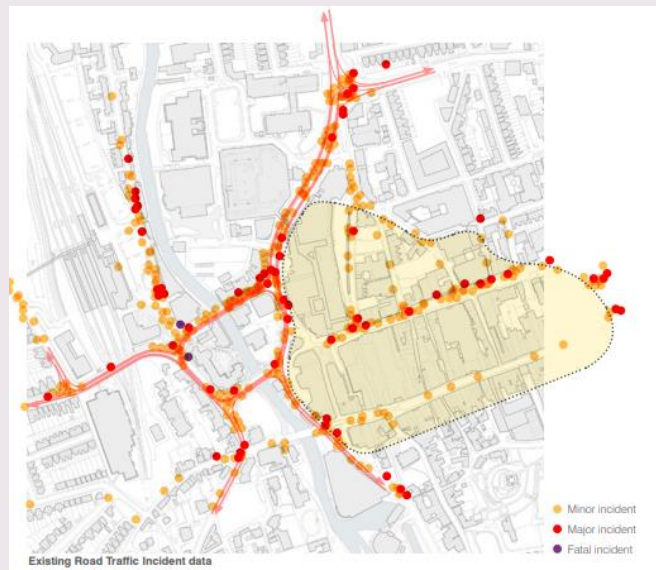 Minor incident
Major incident
Fatal incident
Existing Road Traffic Incident data